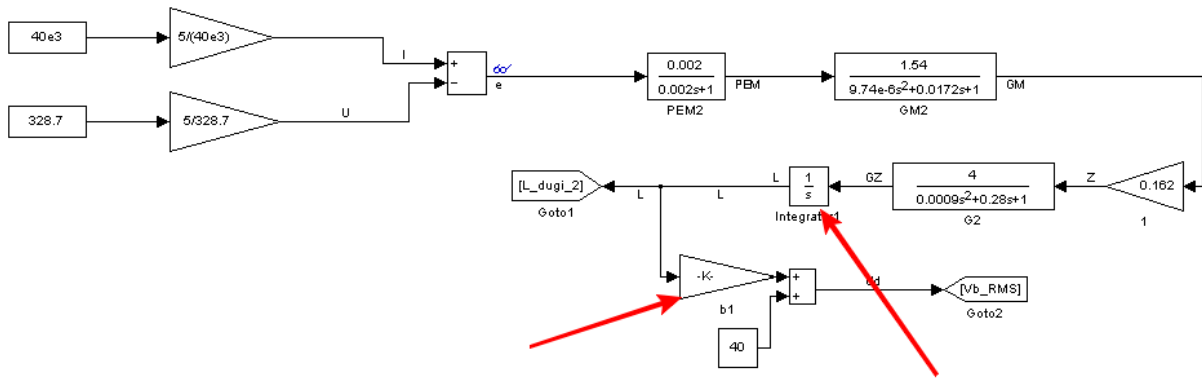 40e3
5/(40e3)
I
+
−
e
0.002
0.002s+1
PEM2
PEM
1.54
9.74e-6s²+0.0172s+1
GM2
GM
328.7
5/328.7
U
[L_dugi_2]
Goto1
L
L
L
1
s
GZ
4
0.0009s²+0.28s+1
G2
Z
0.162
1
-K-
b1
+
+
40
[Vb_RMS]
Goto2